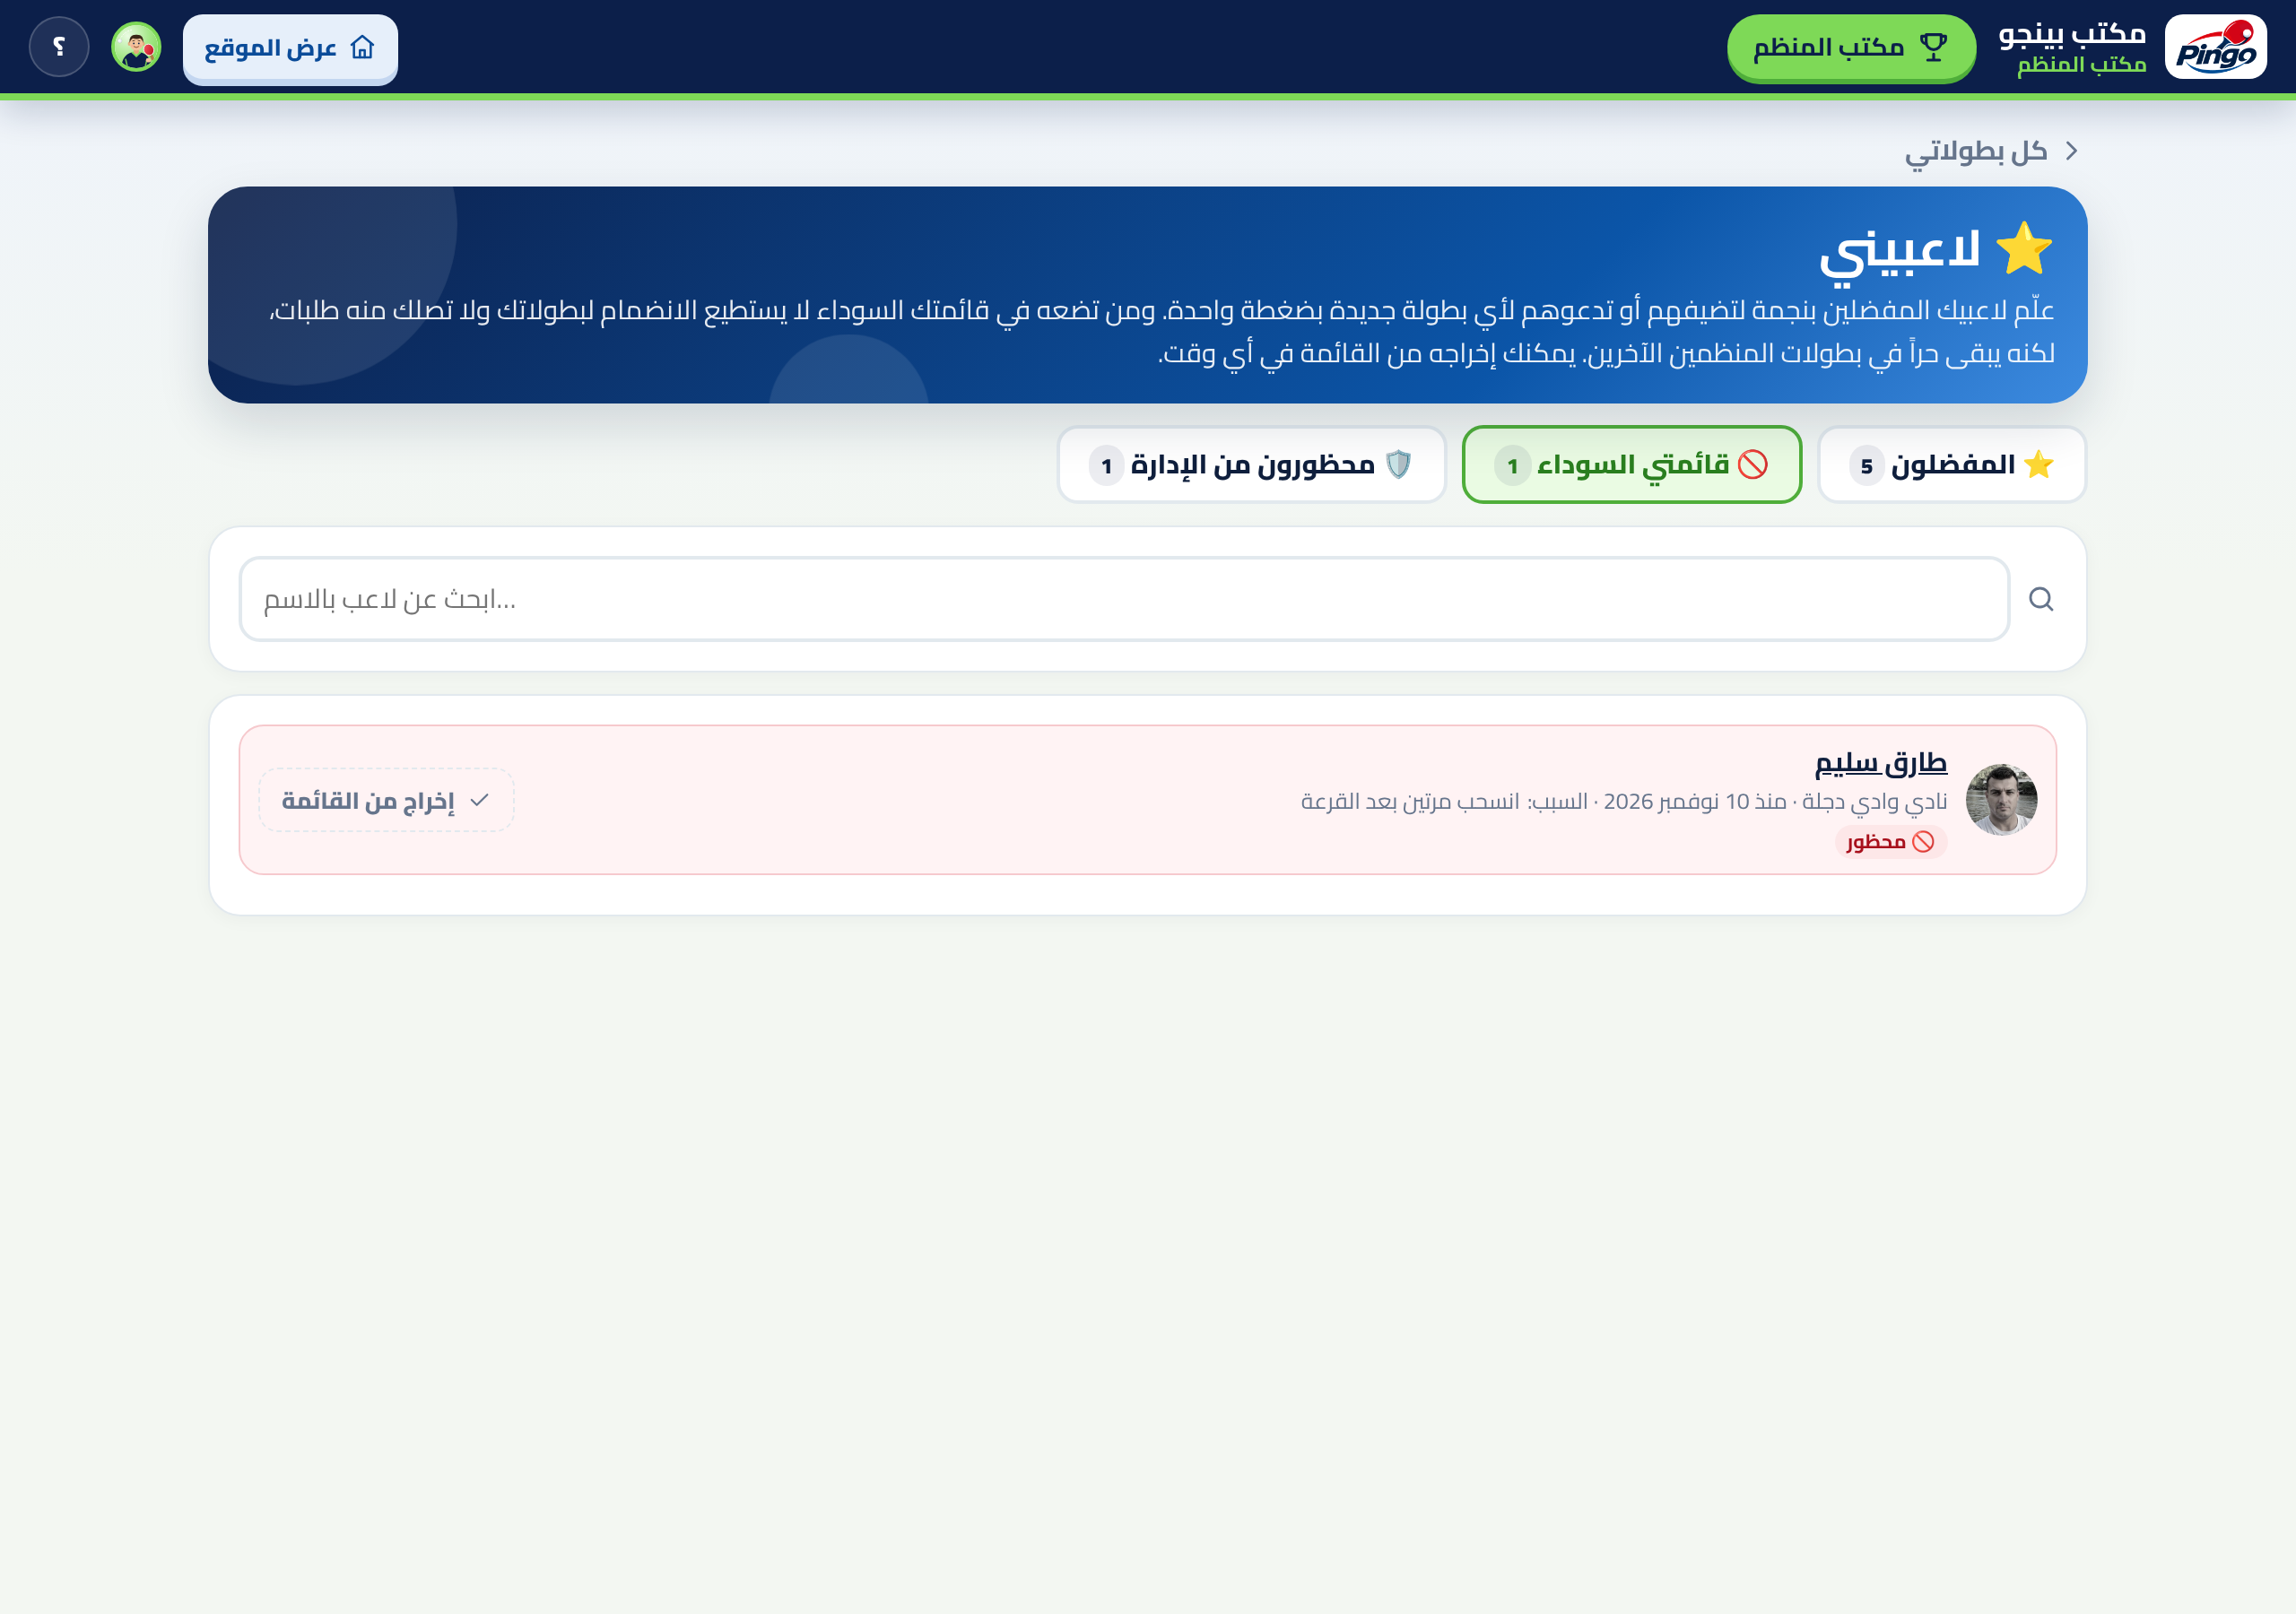 Pingo
مكتب بينجو
مكتب المنظم
مكتب المنظم
عرض الموقع
؟
كل بطولاتي
⭐ لاعبيني
علّم لاعبيك المفضلين بنجمة لتضيفهم أو تدعوهم لأي بطولة جديدة بضغطة واحدة. ومن تضعه في قائمتك السوداء لا يستطيع الانضمام لبطولاتك ولا تصلك منه طلبات،
لكنه يبقى حراً في بطولات المنظمين الآخرين. يمكنك إخراجه من القائمة في أي وقت.
⭐ المفضلون 5
🚫 قائمتي السوداء 1
🛡️ محظورون من الإدارة 1
ابحث عن لاعب بالاسم...
طارق سليم
نادي وادي دجلة · منذ 10 نوفمبر 2026 · السبب: انسحب مرتين بعد القرعة
🚫 محظور
إخراج من القائمة